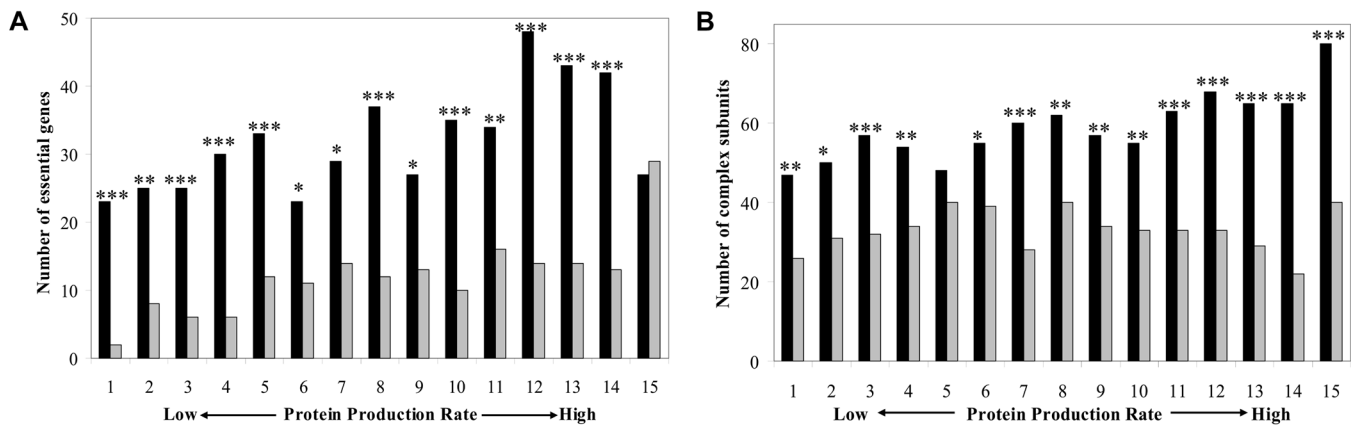 A
Number of essential genes
50
40
30
20
10
0
*** ** *** *** *** * * *** * *** ** *** *** ***
1 2 3 4 5 6 7 8 9 10 11 12 13 14 15
Low Protein Production Rate High
B
Number of complex subunits
80
60
40
20
0
** * *** ** * *** ** ** ** *** *** *** *** ***
1 2 3 4 5 6 7 8 9 10 11 12 13 14 15
Low Protein Production Rate High